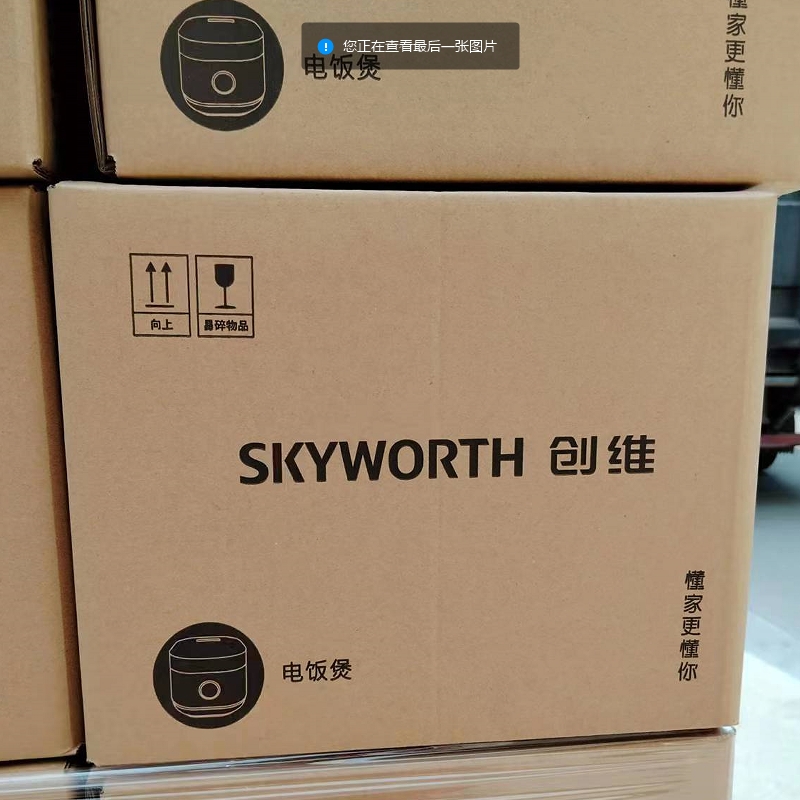 您正在查看最后一张图片
电饭煲
懂家更懂你
向上
易碎物品
SKYWORTH 创维
懂家更懂你
电饭煲